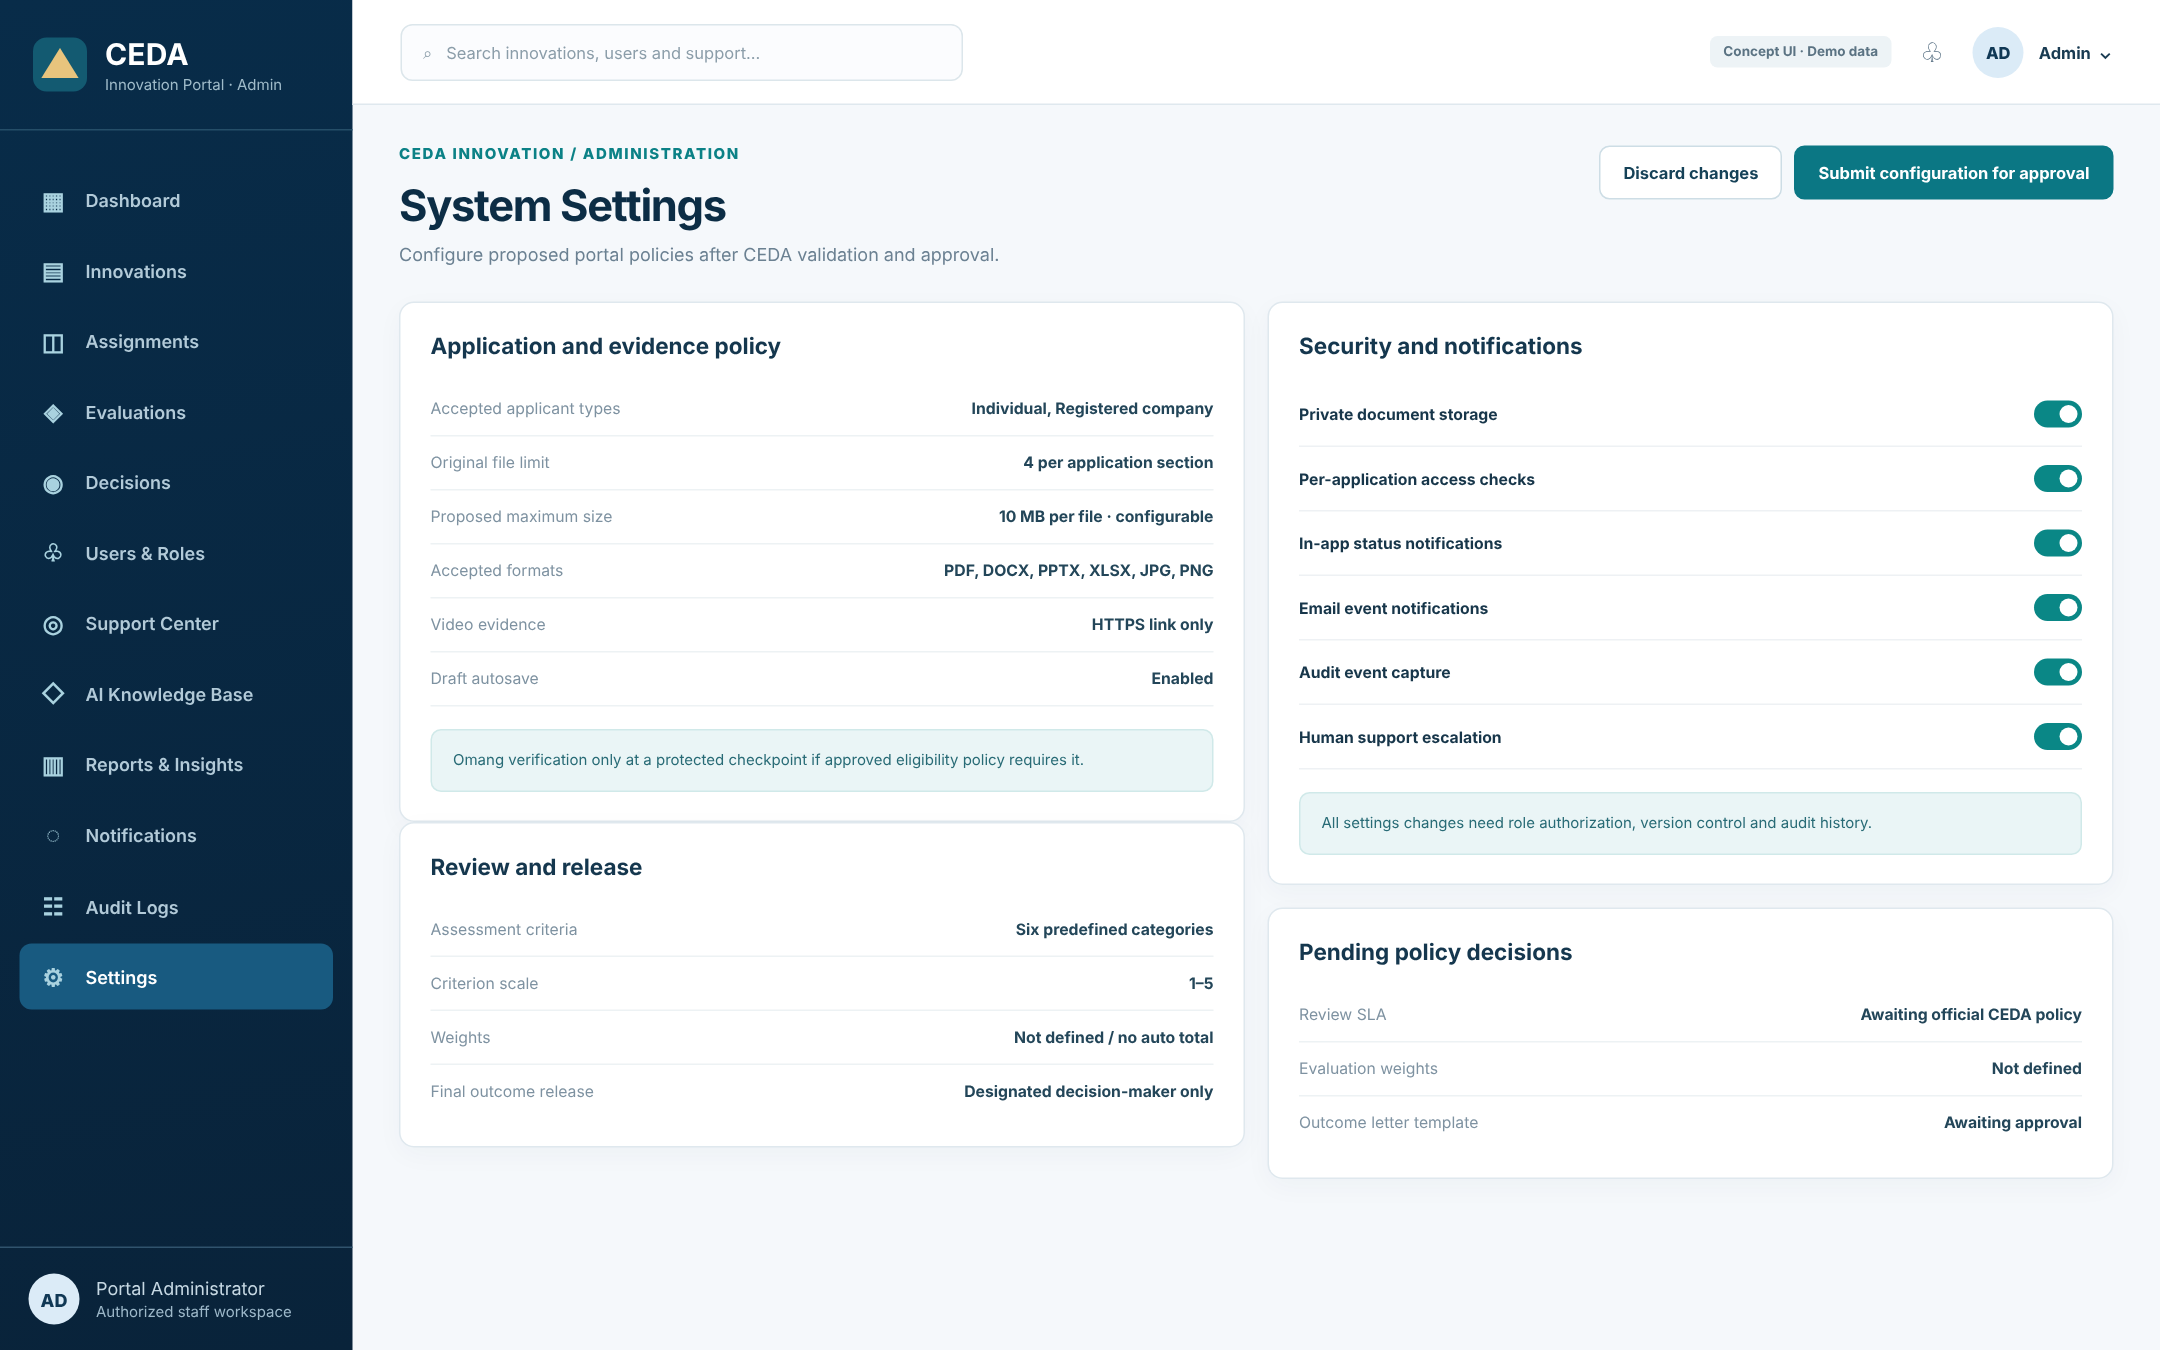 CEDA
Innovation Portal · Admin
Dashboard
Innovations
Assignments
Evaluations
Decisions
Users & Roles
Support Center
AI Knowledge Base
Reports & Insights
Notifications
Audit Logs
Settings
AD
Portal Administrator
Authorized staff workspace
Search innovations, users and support...
Concept UI · Demo data
AD
Admin
CEDA INNOVATION / ADMINISTRATION
System Settings
Configure proposed portal policies after CEDA validation and approval.
Discard changes
Submit configuration for approval
Application and evidence policy
Accepted applicant types Individual, Registered company
Original file limit 4 per application section
Proposed maximum size 10 MB per file · configurable
Accepted formats PDF, DOCX, PPTX, XLSX, JPG, PNG
Video evidence HTTPS link only
Draft autosave Enabled
Omang verification only at a protected checkpoint if approved eligibility policy requires it.
Review and release
Assessment criteria Six predefined categories
Criterion scale 1–5
Weights Not defined / no auto total
Final outcome release Designated decision-maker only
Security and notifications
Private document storage
Per-application access checks
In-app status notifications
Email event notifications
Audit event capture
Human support escalation
All settings changes need role authorization, version control and audit history.
Pending policy decisions
Review SLA Awaiting official CEDA policy
Evaluation weights Not defined
Outcome letter template Awaiting approval